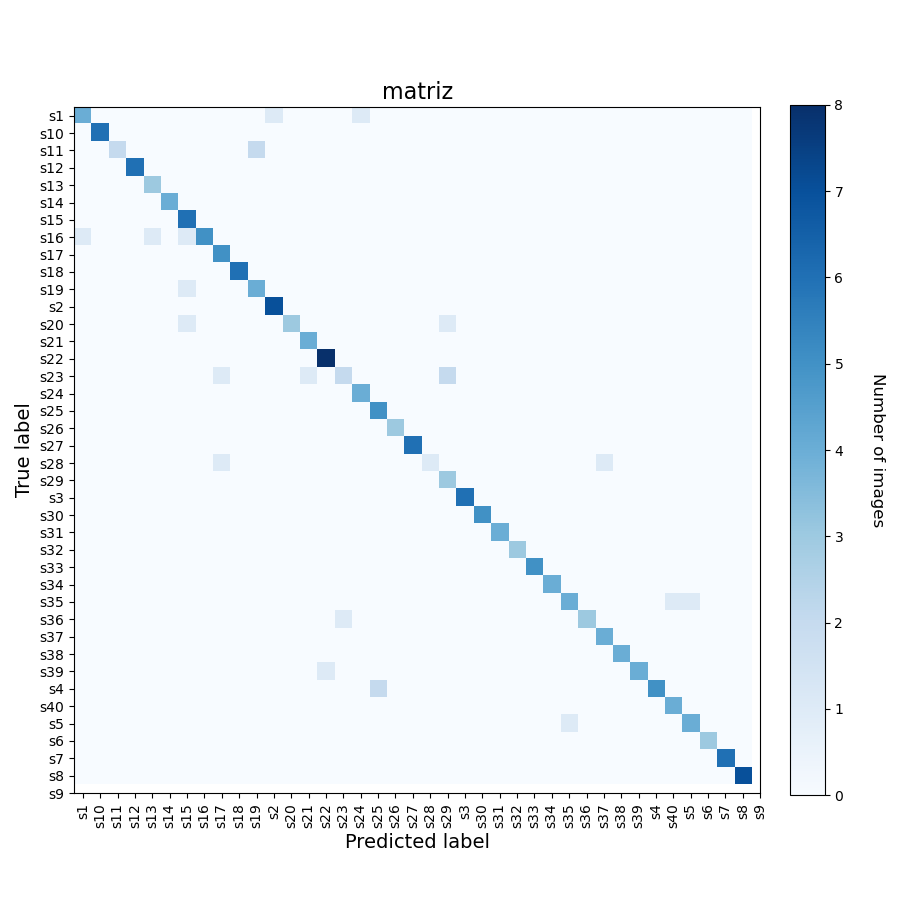 matriz
True label
s1
s10
s11
s12
s13
s14
s15
s16
s17
s18
s19
s2
s20
s21
s22
s23
s24
s25
s26
s27
s28
s29
s3
s30
s31
s32
s33
s34
s35
s36
s37
s38
s39
s4
s40
s5
s6
s7
s8
s9
s1 s10 s11 s12 s13 s14 s15 s16 s17 s18 s19 s2 s20 s21 s22 s23 s24 s25 s26 s27 s28 s29 s3 s30 s31 s32 s33 s34 s35 s36 s37 s38 s39 s4 s40 s5 s6 s7 s8 s9
Predicted label
8
7
6
5
4
3
2
1
0
Number of images